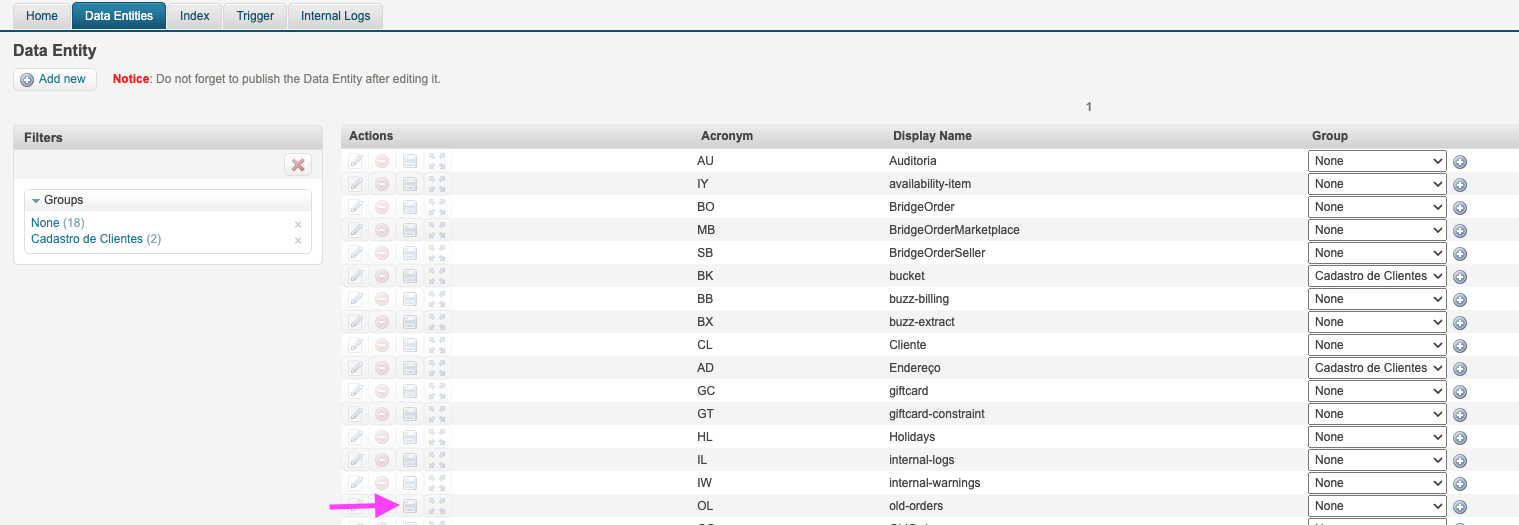 Home Data Entities Index Trigger Internal Logs
Data Entity
Add new Notice: Do not forget to publish the Data Entity after editing it.
1
Filters
Groups
None (18)
Cadastro de Clientes (2)
Actions Acronym Display Name Group
AU Auditoria None
IY availability-item None
BO BridgeOrder None
MB BridgeOrderMarketplace None
SB BridgeOrderSeller None
BK bucket Cadastro de Clientes
BB buzz-billing None
BX buzz-extract None
CL Cliente None
AD Endereço Cadastro de Clientes
GC giftcard None
GT giftcard-constraint None
HL Holidays None
IL internal-logs None
IW internal-warnings None
OL old-orders None